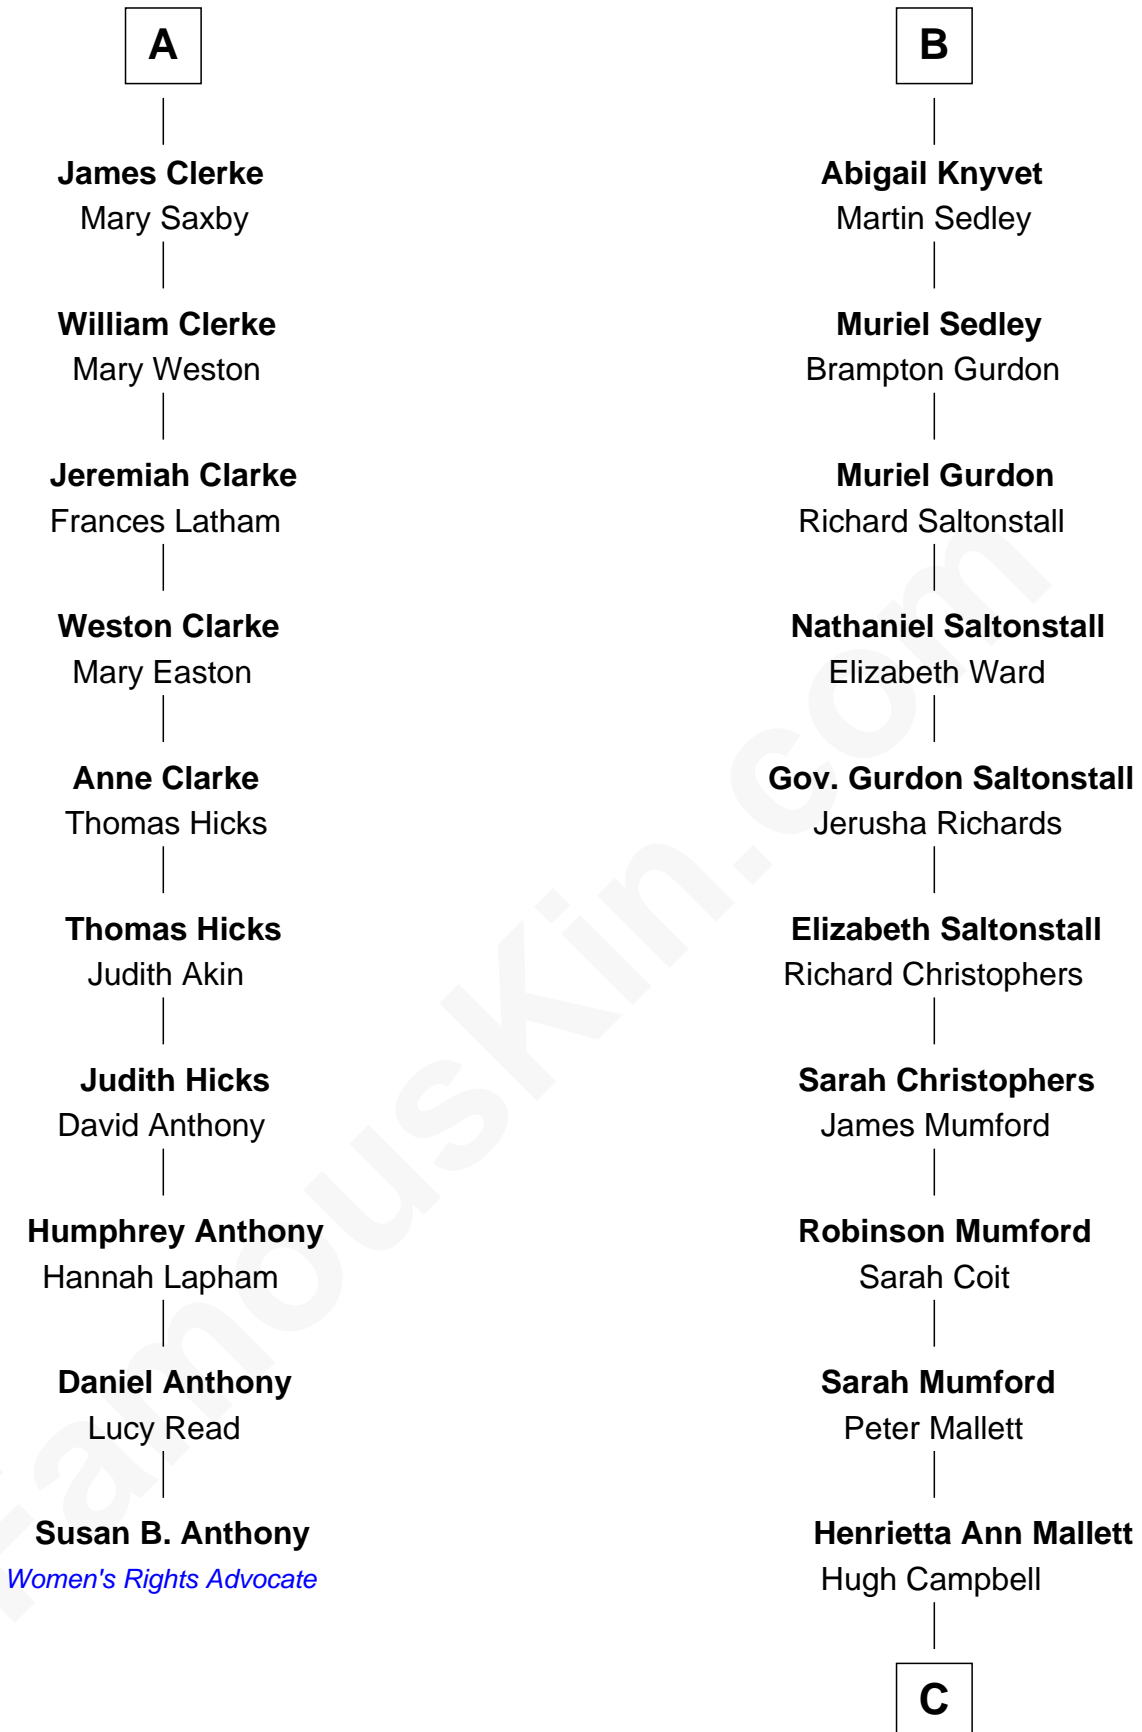 A
James Clerke
Mary Saxby
William Clerke
Mary Weston
Jeremiah Clarke
Frances Latham
Weston Clarke
Mary Easton
Anne Clarke
Thomas Hicks
Thomas Hicks
Judith Akin
Judith Hicks
David Anthony
Humphrey Anthony
Hannah Lapham
Daniel Anthony
Lucy Read
Susan B. Anthony
Women's Rights Advocate
B
Abigail Knyvet
Martin Sedley
Muriel Sedley
Brampton Gurdon
Muriel Gurdon
Richard Saltonstall
Nathaniel Saltonstall
Elizabeth Ward
Gov. Gurdon Saltonstall
Jerusha Richards
Elizabeth Saltonstall
Richard Christophers
Sarah Christophers
James Mumford
Robinson Mumford
Sarah Coit
Sarah Mumford
Peter Mallett
Henrietta Ann Mallett
Hugh Campbell
C
FamousKin.com